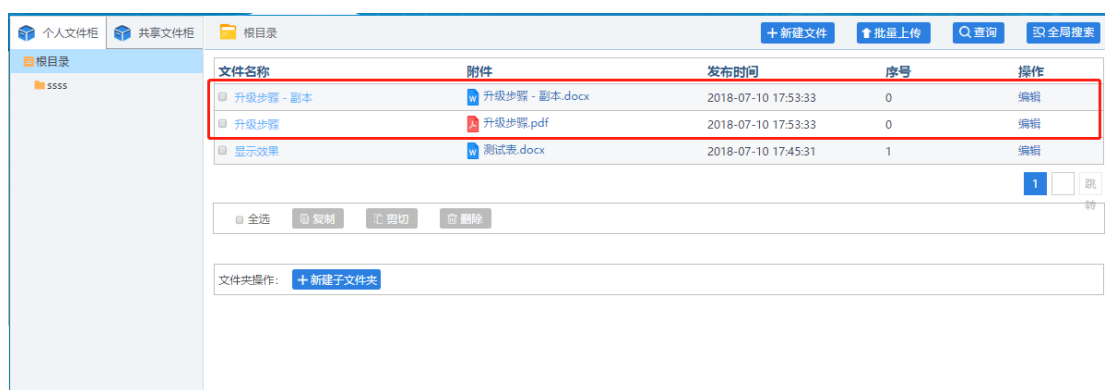 个人文件柜 共享文件柜 根目录 新建文件 批量上传 查询 全局搜索
根目录
ssss
文件名称 附件 发布时间 序号 操作
升级步骤 - 副本 升级步骤 - 副本.docx 2018-07-10 17:53:33 0 编辑
升级步骤 升级步骤.pdf 2018-07-10 17:53:33 0 编辑
显示效果 测试表.docx 2018-07-10 17:45:31 1 编辑
1 跳转
全选 复制 剪切 删除
文件夹操作: 新建子文件夹